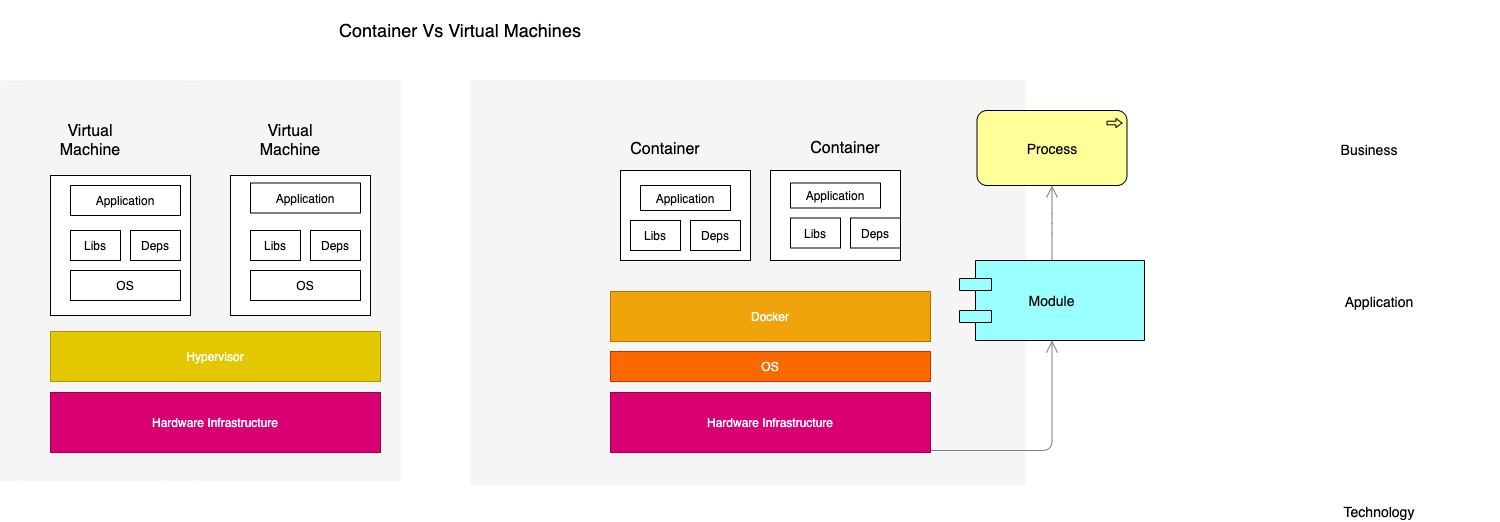 Container Vs Virtual Machines
Virtual
Machine
Application
Libs
Deps
OS
Virtual
Machine
Application
Libs
Deps
OS
Hypervisor
Hardware Infrastructure
Container
Application
Libs
Deps
Container
Application
Libs
Deps
Docker
OS
Hardware Infrastructure
Process
Module
Business
Application
Technology